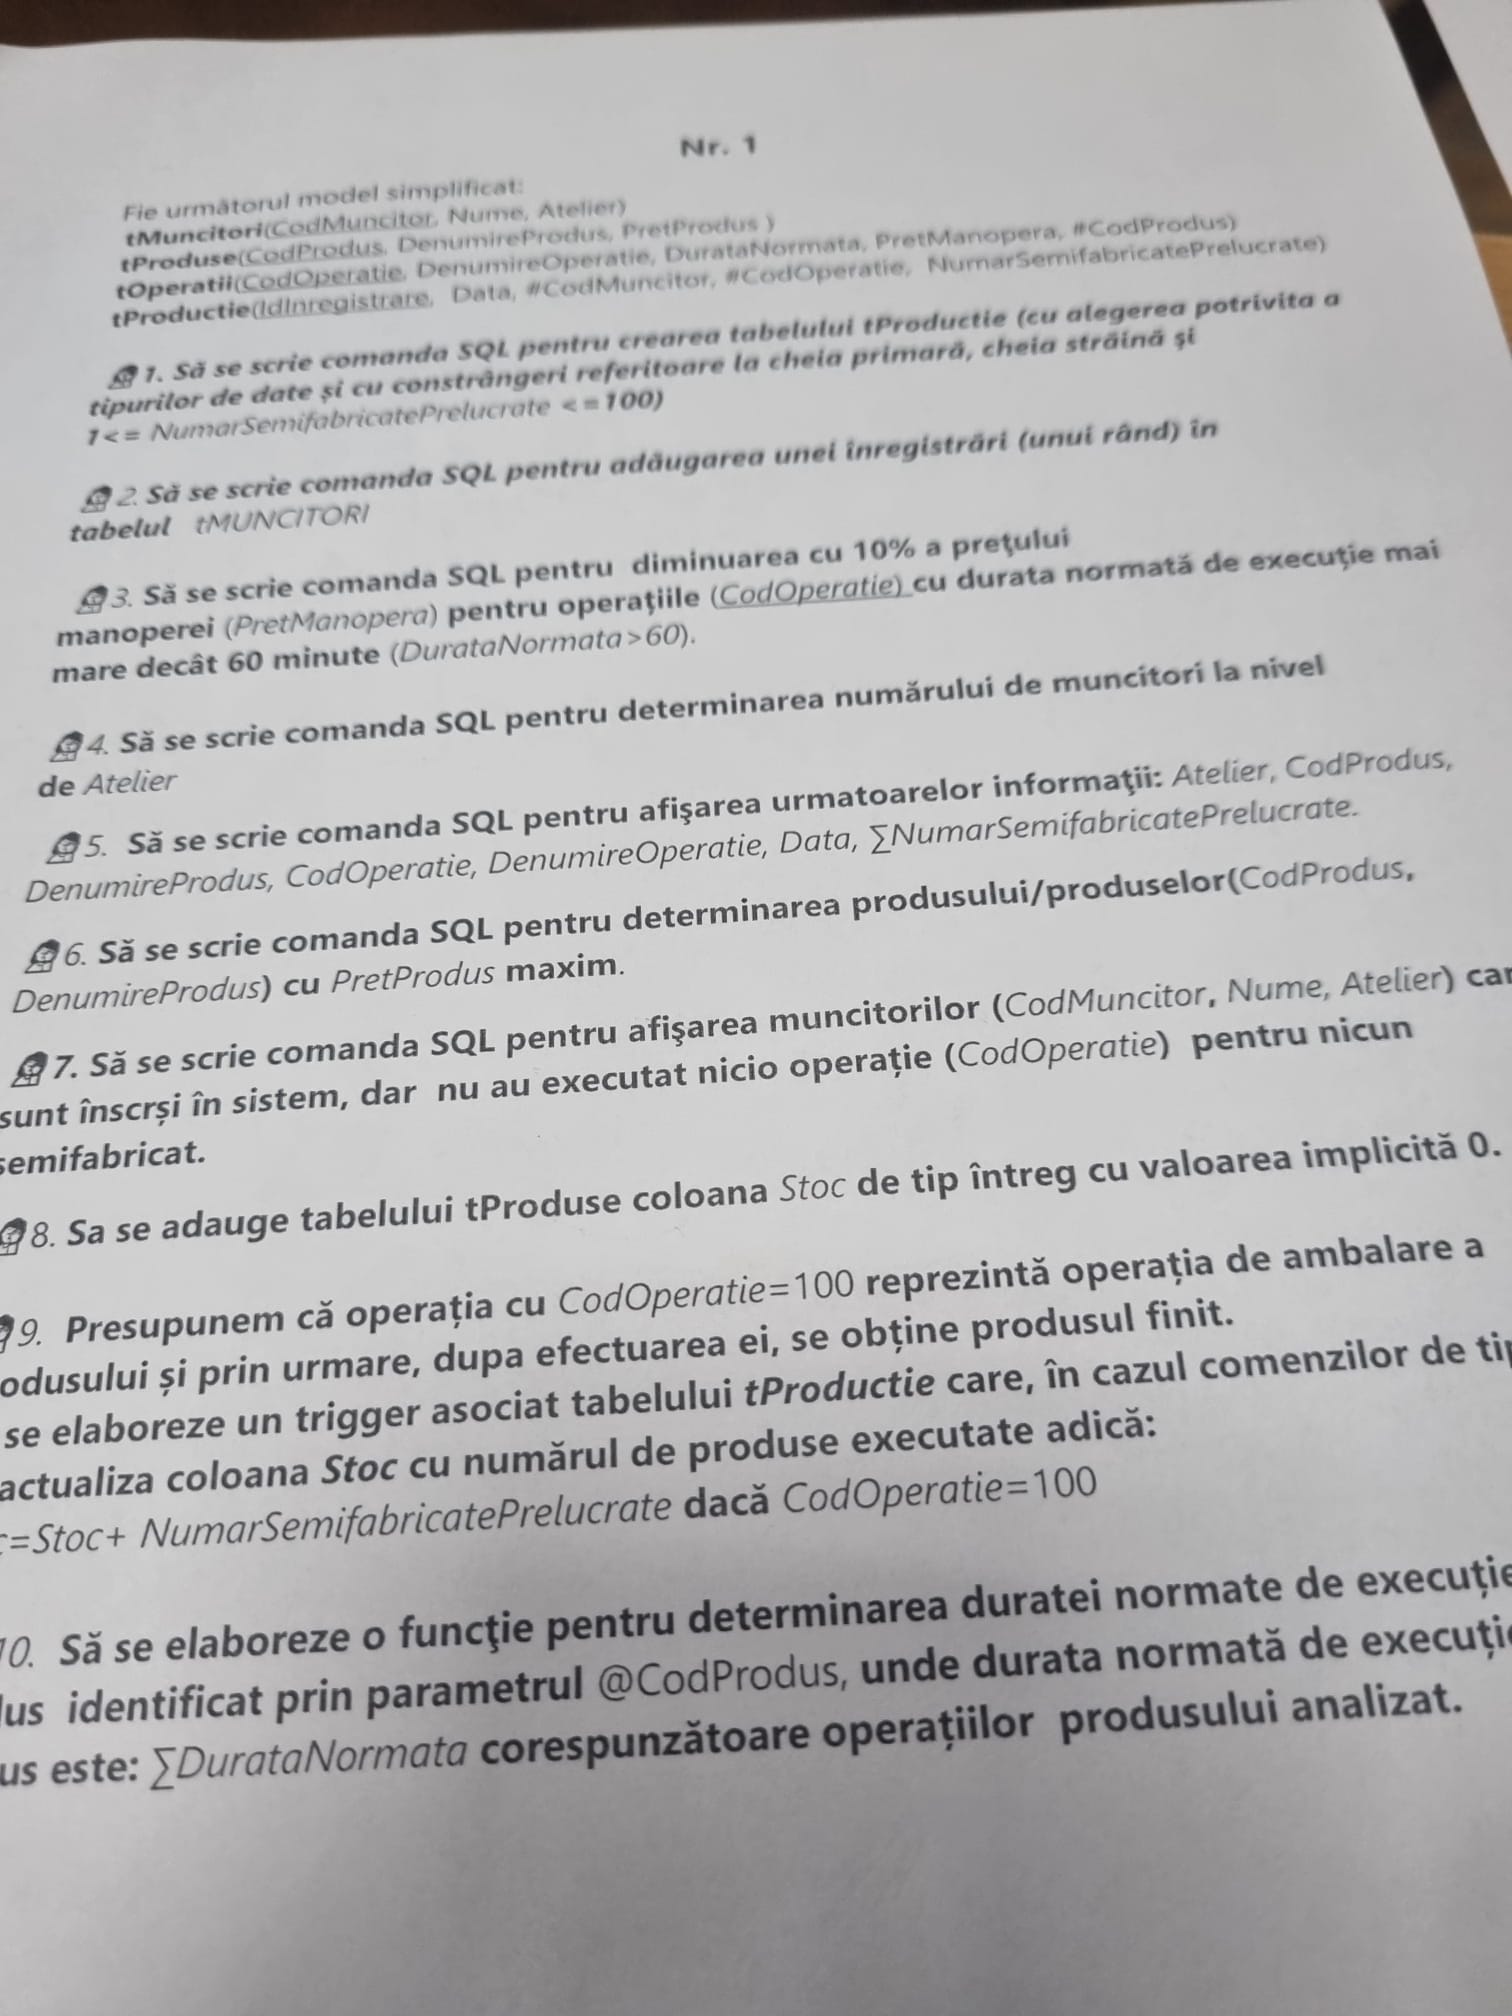 Nr. 1
Fie următorul model simplificat:
tMuncitori(CodMuncitor, Nume, Atelier)
tProduse(CodProdus, DenumireProdus, PretProdus )
tOperatii(CodOperatie, DenumireOperatie, DurataNormata, PretManopera, #CodProdus)
tProductie(IdInregistrare, Data, #CodMuncitor, #CodOperatie, NumarSemifabricatePrelucrate)
1. Să se scrie comanda SQL pentru crearea tabelului tProductie (cu alegerea potrivita a
tipurilor de date și cu constrângeri referitoare la cheia primară, cheia străină și
1<= NumarSemifabricatePrelucrate <=100)
2. Să se scrie comanda SQL pentru adăugarea unei înregistrări (unui rând) în
tabelul tMUNCITORI
3. Să se scrie comanda SQL pentru diminuarea cu 10% a preţului
manoperei (PretManopera) pentru operațiile (CodOperatie) cu durata normată de execuție mai
mare decât 60 minute (DurataNormata>60).
4. Să se scrie comanda SQL pentru determinarea numărului de muncitori la nivel
de Atelier
5. Să se scrie comanda SQL pentru afişarea urmatoarelor informaţii: Atelier, CodProdus,
DenumireProdus, CodOperatie, DenumireOperatie, Data, ∑NumarSemifabricatePrelucrate.
6. Să se scrie comanda SQL pentru determinarea produsului/produselor(CodProdus,
DenumireProdus) cu PretProdus maxim.
7. Să se scrie comanda SQL pentru afişarea muncitorilor (CodMuncitor, Nume, Atelier) car
sunt înscrși în sistem, dar nu au executat nicio operație (CodOperatie) pentru nicun
semifabricat.
8. Sa se adauge tabelului tProduse coloana Stoc de tip întreg cu valoarea implicită 0.
9. Presupunem că operația cu CodOperatie=100 reprezintă operația de ambalare a
odusului și prin urmare, dupa efectuarea ei, se obține produsul finit.
se elaboreze un trigger asociat tabelului tProductie care, în cazul comenzilor de tip
actualiza coloana Stoc cu numărul de produse executate adică:
=Stoc+ NumarSemifabricatePrelucrate dacă CodOperatie=100
10. Să se elaboreze o funcţie pentru determinarea duratei normate de execuție
us identificat prin parametrul @CodProdus, unde durata normată de execuție
us este: ∑DurataNormata corespunzătoare operațiilor produsului analizat.